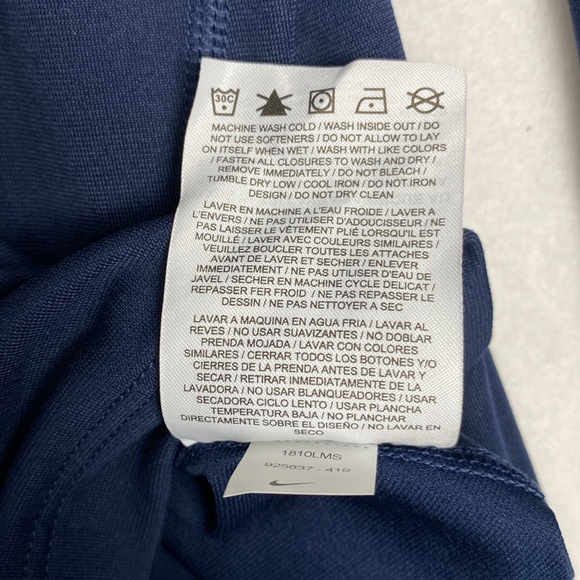 30C
MACHINE WASH COLD / WASH INSIDE OUT / DO
NOT USE SOFTENERS / DO NOT ALLOW TO LAY
ON ITSELF WHEN WET / WASH WITH LIKE COLORS
/ FASTEN ALL CLOSURES TO WASH AND DRY /
REMOVE IMMEDIATELY / DO NOT BLEACH /
TUMBLE DRY LOW / COOL IRON / DO NOT IRON
DESIGN / DO NOT DRY CLEAN
LAVER EN MACHINE A L'EAU FROIDE / LAVER A
L'ENVERS / NE PAS UTILISER D'ADOUCISSEUR / NE
PAS LAISSER LE VÊTEMENT PLIÉ LORSQU'IL EST
MOUILLÉ / LAVER AVEC COULEURS SIMILAIRES /
VEUILLEZ BOUCLER TOUTES LES ATTACHES
AVANT DE LAVER ET SECHER / ENLEVER
IMMEDIATEMENT / NE PAS UTILISER D'EAU DE
JAVEL / SECHER EN MACHINE CYCLE DELICAT /
REPASSER FER FROID / NE PAS REPASSER LE
DESSIN / NE PAS NETTOYER A SEC
LAVAR A MAQUINA EN AGUA FRIA / LAVAR AL
REVES / NO USAR SUAVIZANTES / NO DOBLAR
PRENDA MOJADA / LAVAR CON COLORES
SIMILARES / CERRAR TODOS LOS BOTONES Y/O
CIERRES DE LA PRENDA ANTES DE LAVAR Y
SECAR / RETIRAR INMEDIATAMENTE DE LA
LAVADORA / NO USAR BLANQUEADORES / USAR
SECADORA CICLO LENTO / USAR PLANCHA
TEMPERATURA BAJA / NO PLANCHAR
DIRECTAMENTE SOBRE EL DISEÑO / NO LAVAR EN
SECO
1810LMS
925637 - 419